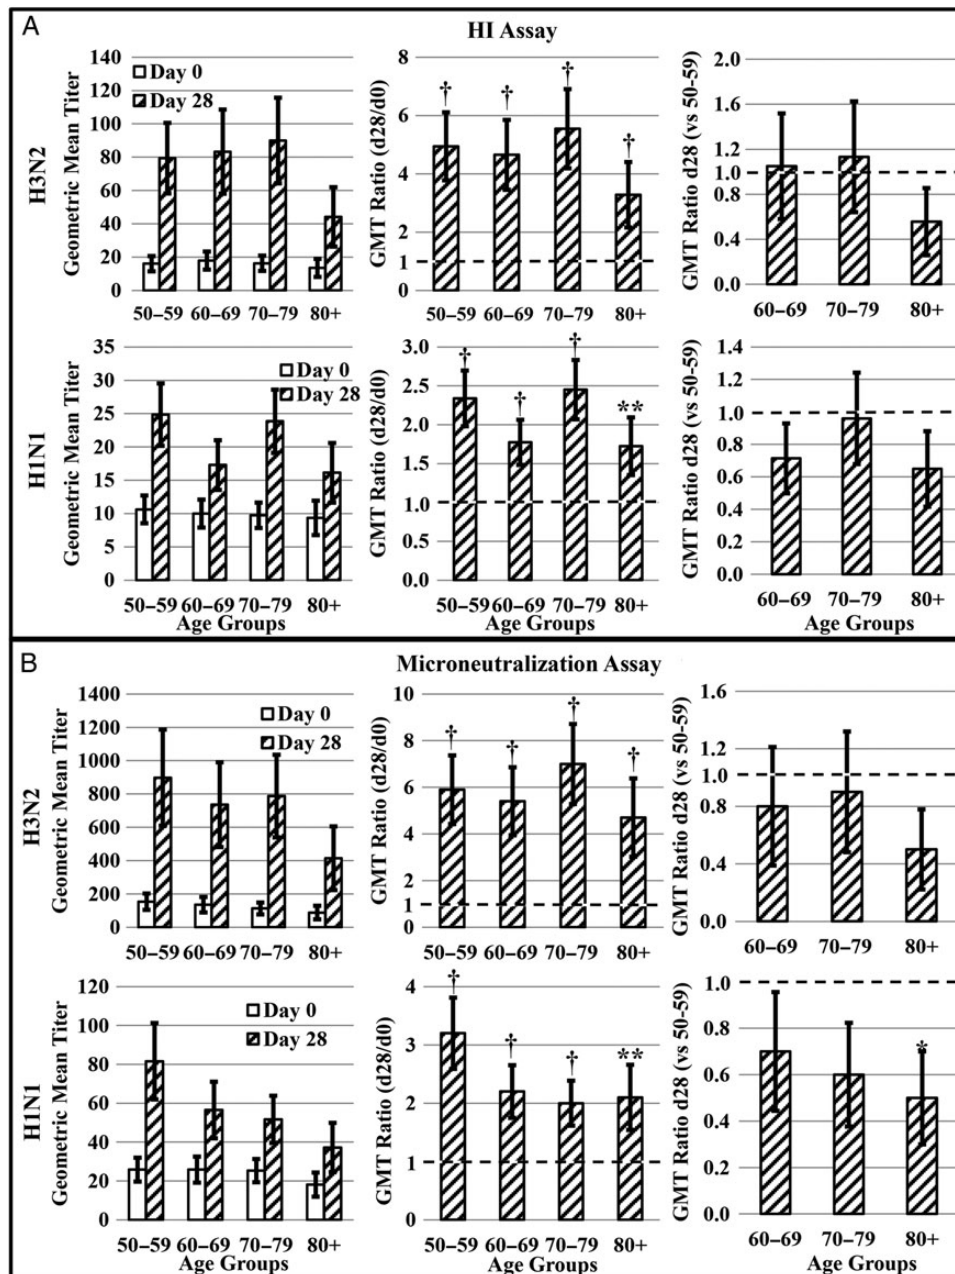 A
HI Assay
H3N2
Geometric Mean Titer
140
120
100
80
60
40
20
0
Day 0
Day 28
50–59 60–69 70–79 80+
GMT Ratio (d28/d0)
8
6
4
2
1
0
† † † †
50–59 60–69 70–79 80+
GMT Ratio d28 (vs 50-59)
2.0
1.6
1.2
1.0
0.8
0.4
0.0
60–69 70–79 80+
H1N1
Geometric Mean Titer
35
30
25
20
15
10
5
0
Day 0
Day 28
50–59 60–69 70–79 80+
Age Groups
GMT Ratio (d28/d0)
3.0
2.5
2.0
1.5
1.0
0.0
† † † **
50–59 60–69 70–79 80+
Age Groups
GMT Ratio d28 (vs 50-59)
1.4
1.2
1.0
0.8
0.6
0.4
0.2
0.0
60–69 70–79 80+
Age Groups
B
Microneutralization Assay
H3N2
Geometric Mean Titer
1400
1200
1000
800
600
400
200
0
Day 0
Day 28
50–59 60–69 70–79 80+
GMT Ratio (d28/d0)
10
8
6
4
2
1
0
† † † †
50–59 60–69 70–79 80+
GMT Ratio d28 (vs 50-59)
1.6
1.2
1.0
0.8
0.4
0.0
60–69 70–79 80+
H1N1
Geometric Mean Titer
120
100
80
60
40
20
0
Day 0
Day 28
50–59 60–69 70–79 80+
Age Groups
GMT Ratio (d28/d0)
4
3
2
1
0
† † † **
50–59 60–69 70–79 80+
Age Groups
GMT Ratio d28 (vs 50-59)
1.0
0.8
0.6
0.4
0.2
0.0
*
60–69 70–79 80+
Age Groups